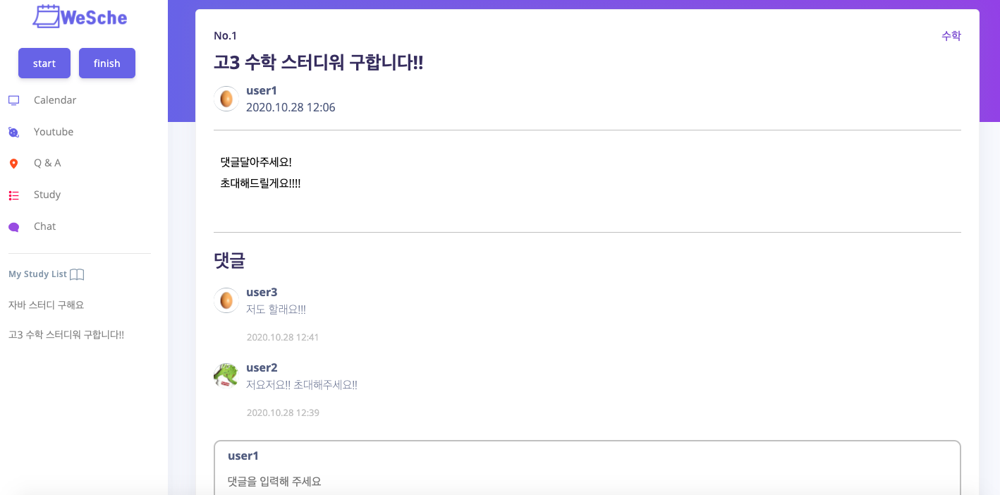 WeSche
start finish
Calendar
Youtube
Q & A
Study
Chat
My Study List
자바 스터디 구해요
고3 수학 스터디워 구합니다!!
No.1 수학
고3 수학 스터디워 구합니다!!
user1
2020.10.28 12:06
댓글달아주세요!
초대해드릴게요!!!!
댓글
user3
저도 할래요!!!
2020.10.28 12:41
user2
저요저요!! 초대해주세요!!
2020.10.28 12:39
user1
댓글을 입력해 주세요